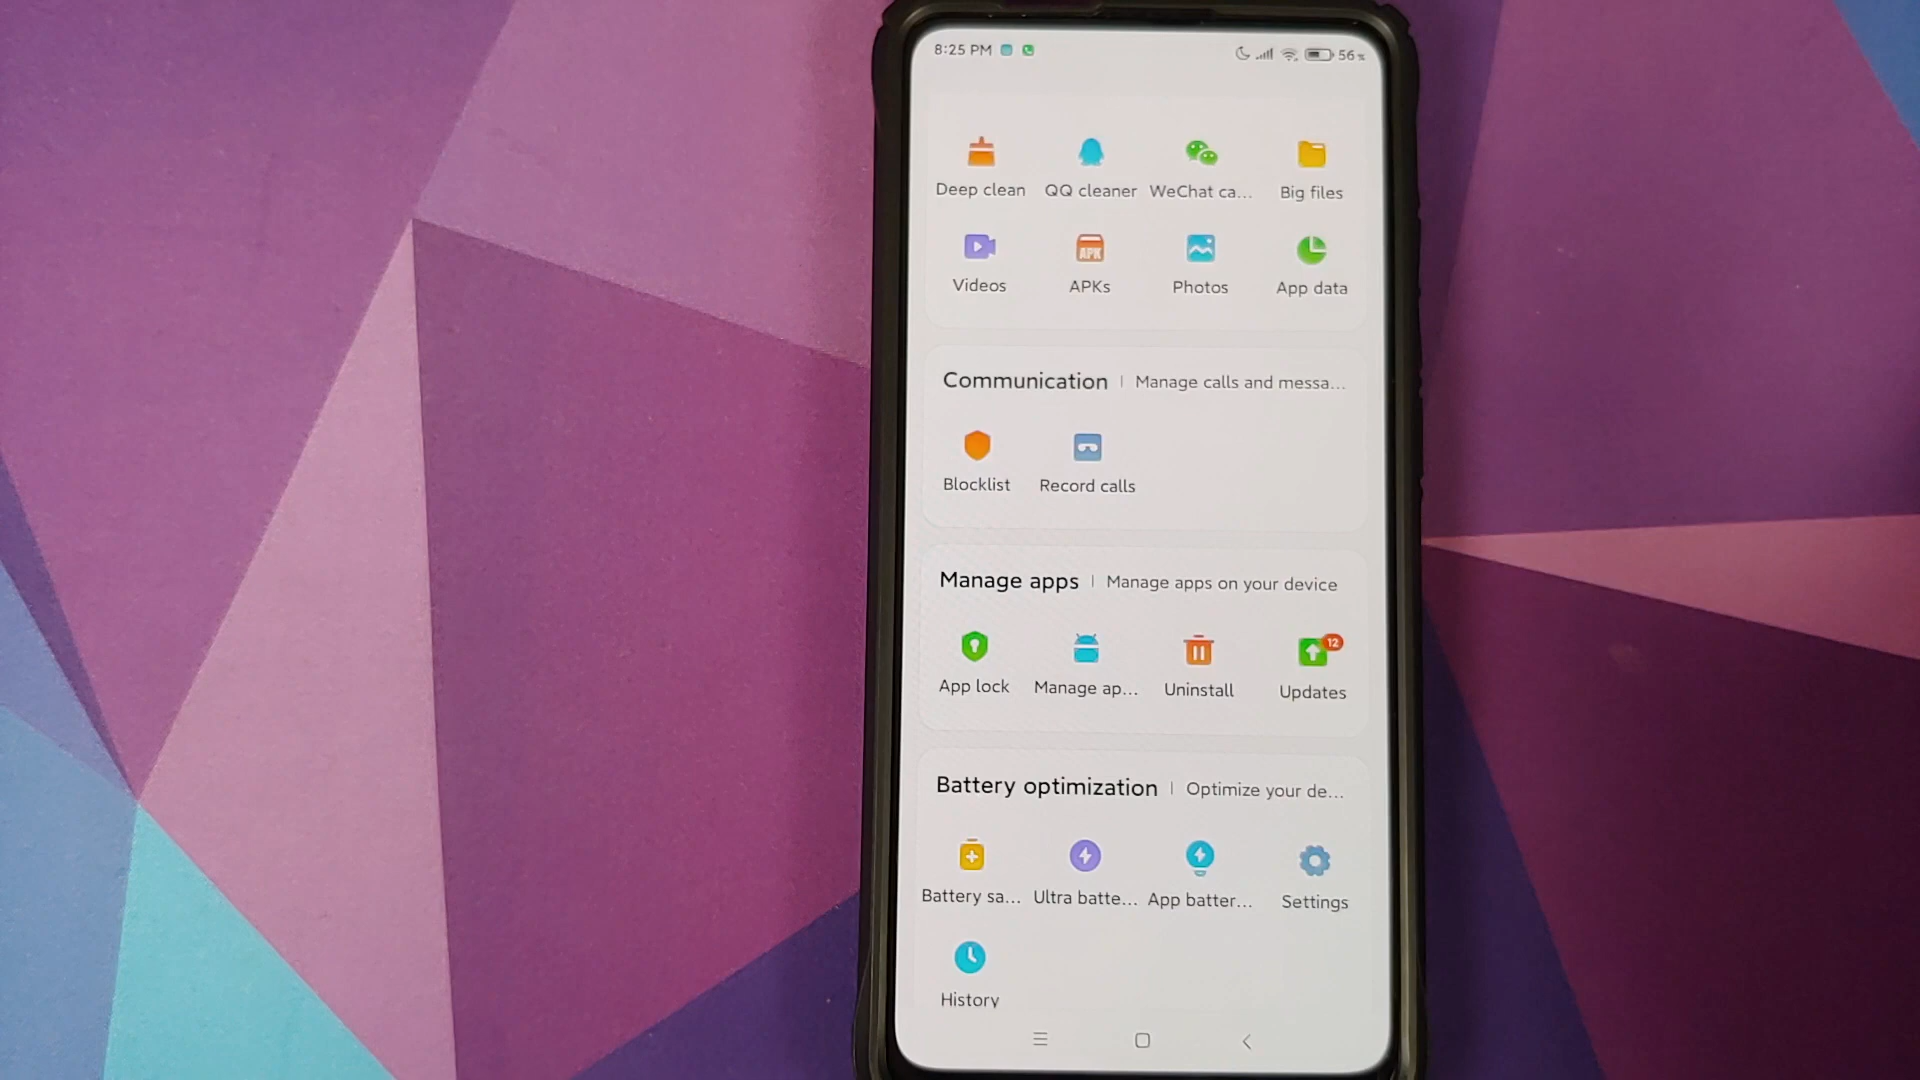 8:25 PM 56%
Deep clean QQ cleaner WeChat ca... Big files
Videos APKs Photos App data
APK
Communication | Manage calls and messa...
Blocklist Record calls
Manage apps | Manage apps on your device
12
App lock Manage ap... Uninstall Updates
Battery optimization | Optimize your de...
Battery sa... Ultra batte... App batter... Settings
History